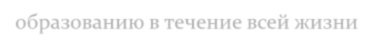 образованию в течение всей жизни